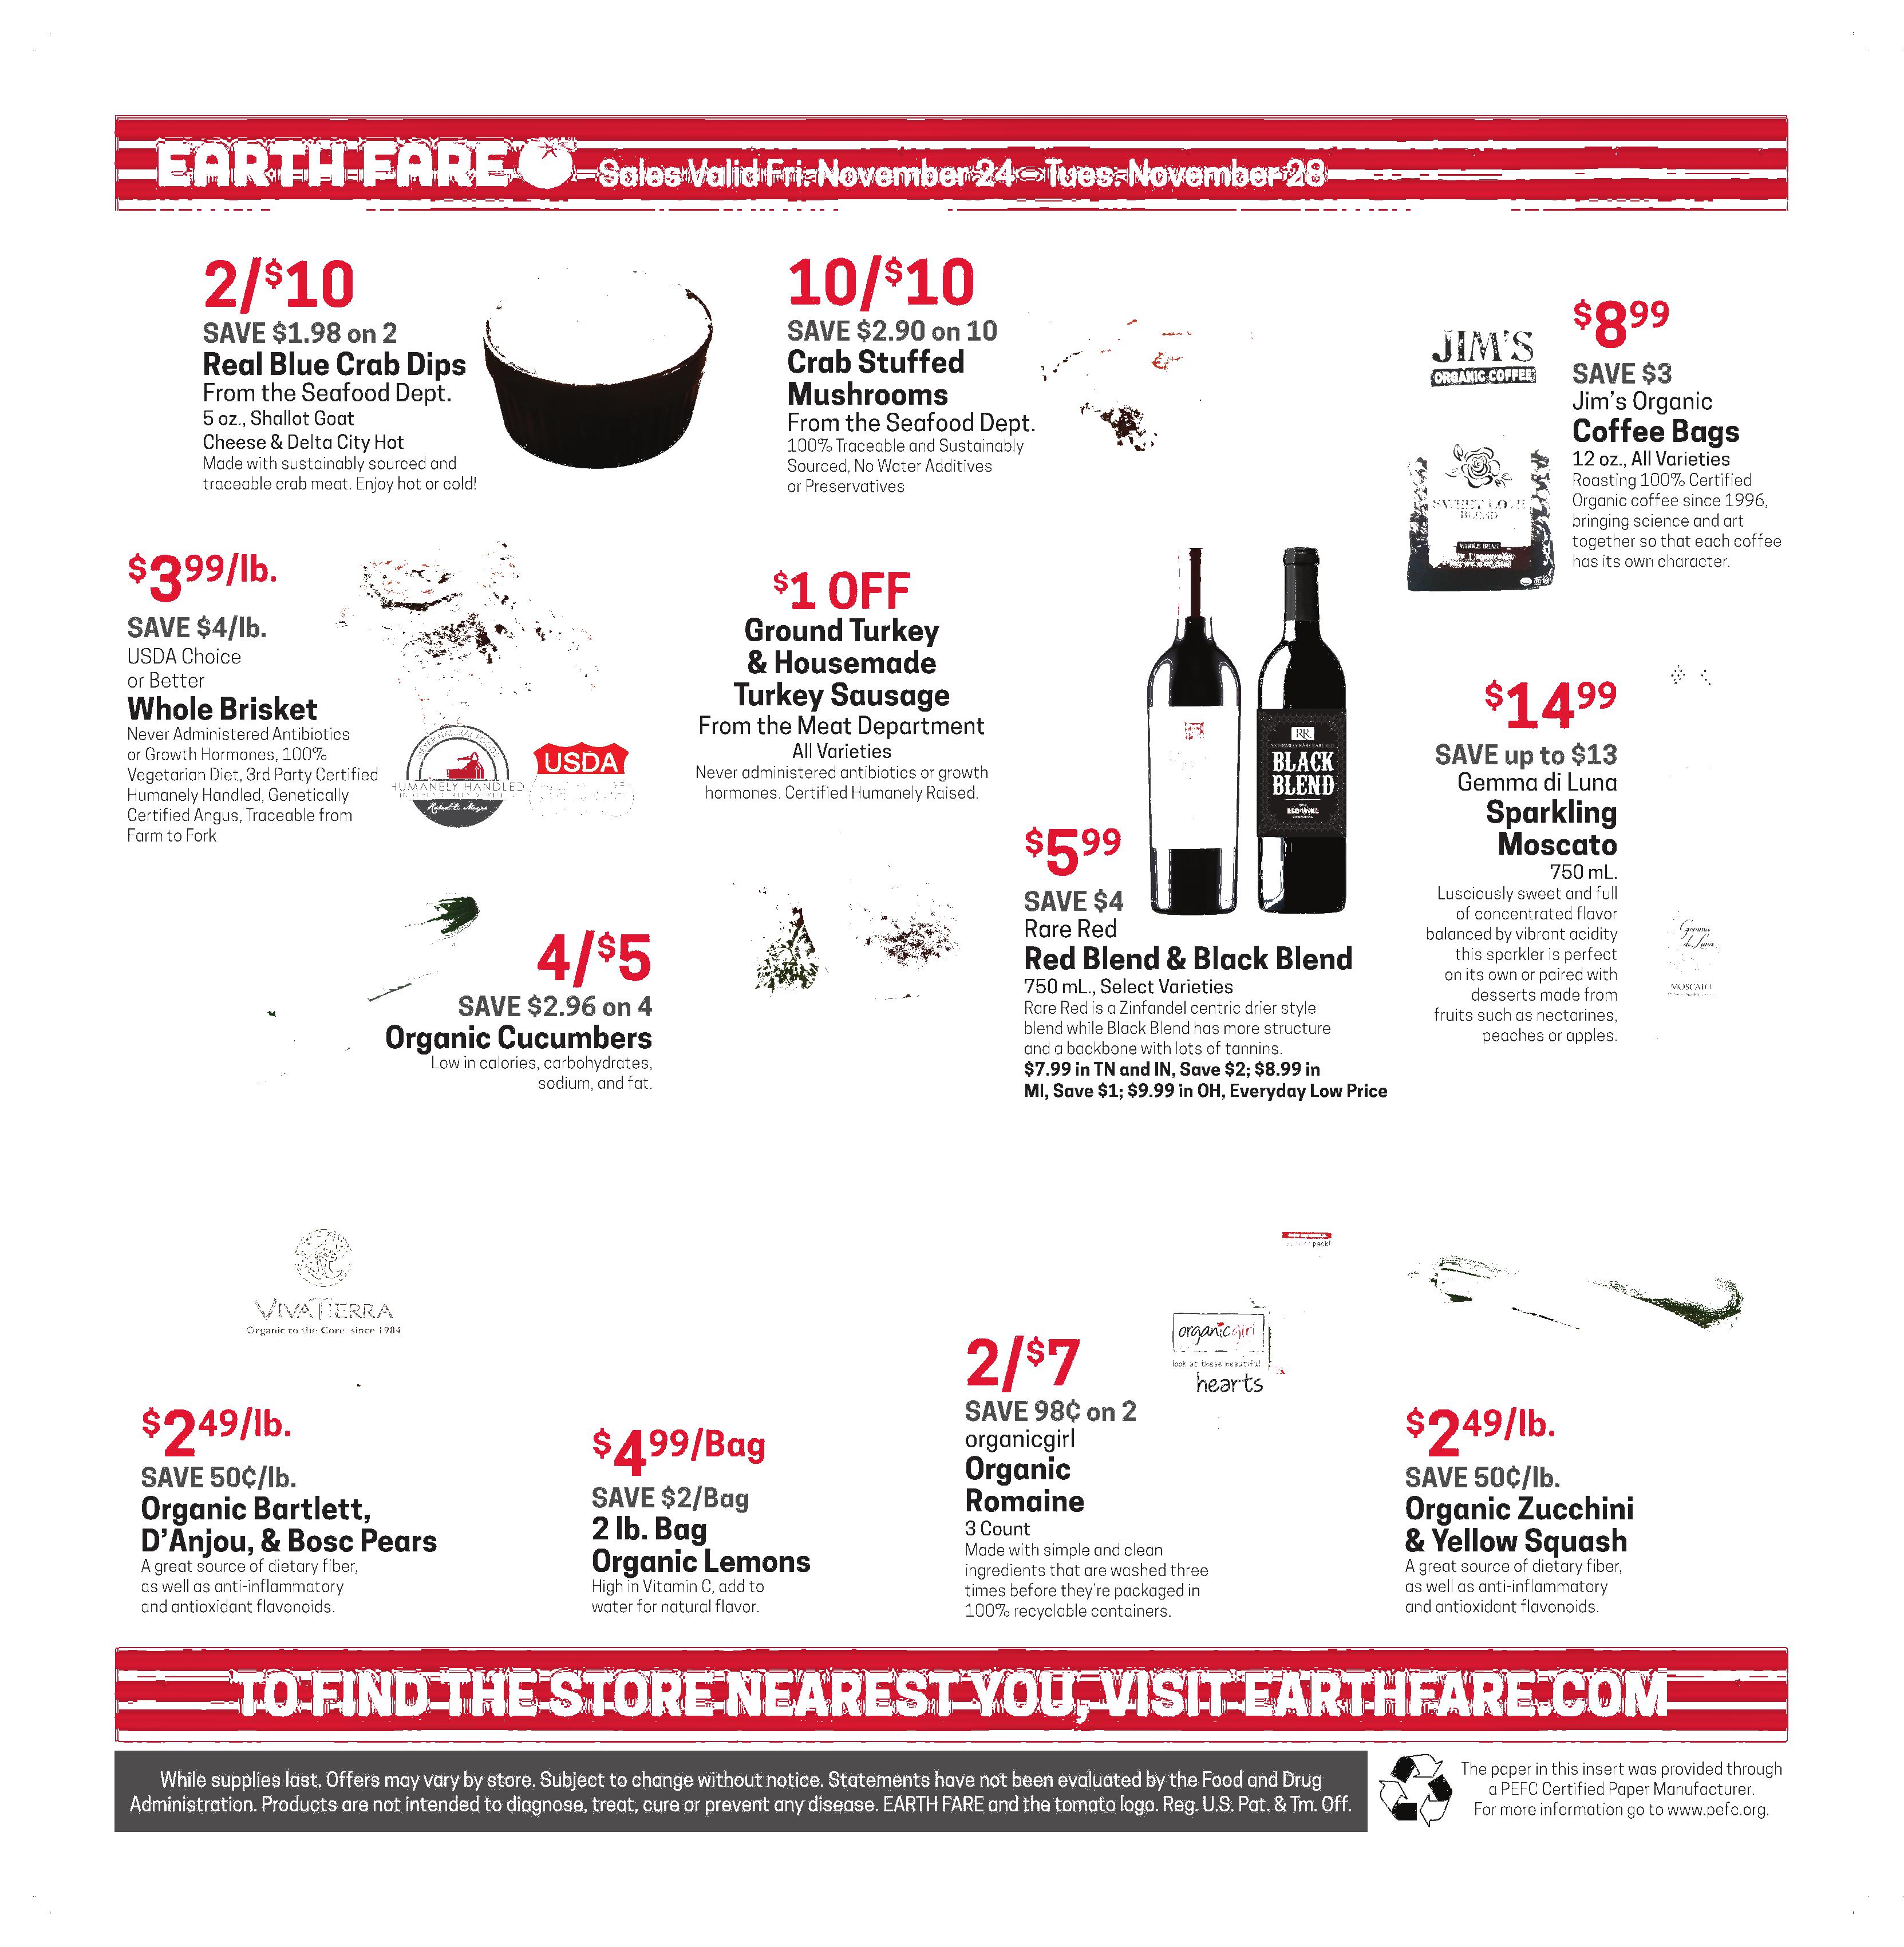 EARTH FARE Sales Valid Fri. November 24 - Tues. November 28
2/$10
SAVE $1.98 on 2
Real Blue Crab Dips
From the Seafood Dept.
5 oz., Shallot Goat
Cheese & Delta City Hot
Made with sustainably sourced and
traceable crab meat. Enjoy hot or cold!
10/$10
SAVE $2.90 on 10
Crab Stuffed
Mushrooms
From the Seafood Dept.
100% Traceable and Sustainably
Sourced, No Water Additives
or Preservatives
JIM'S
ORGANIC COFFEE
SWEET LOVE
BLEND
WHOLE BEAN
$8 99
SAVE $3
Jim's Organic
Coffee Bags
12 oz., All Varieties
Roasting 100% Certified
Organic coffee since 1996,
bringing science and art
together so that each coffee
has its own character.
$3 99/lb.
SAVE $4/lb.
USDA Choice
or Better
Whole Brisket
Never Administered Antibiotics
or Growth Hormones, 100%
Vegetarian Diet, 3rd Party Certified
Humanely Handled, Genetically
Certified Angus, Traceable from
Farm to Fork
MEYER NATURAL FOODS
HUMANELY HANDLED
USDA
$1 OFF
Ground Turkey
& Housemade
Turkey Sausage
From the Meat Department
All Varieties
Never administered antibiotics or growth
hormones. Certified Humanely Raised.
RR
BLACK
BLEND
RED WINE
$5 99
SAVE $4
Rare Red
Red Blend & Black Blend
750 mL., Select Varieties
Rare Red is a Zinfandel centric drier style
blend while Black Blend has more structure
and a backbone with lots of tannins.
$7.99 in TN and IN, Save $2; $8.99 in
MI, Save $1; $9.99 in OH, Everyday Low Price
$14 99
SAVE up to $13
Gemma di Luna
Sparkling
Moscato
750 mL.
Lusciously sweet and full
of concentrated flavor
balanced by vibrant acidity
this sparkler is perfect
on its own or paired with
desserts made from
fruits such as nectarines,
peaches or apples.
Gemma
di Luna
MOSCATO
4/$5
SAVE $2.96 on 4
Organic Cucumbers
Low in calories, carbohydrates,
sodium, and fat.
VIVATIERRA
Organic to the Core since 1984
$2 49/lb.
SAVE 50¢/lb.
Organic Bartlett,
D'Anjou, & Bosc Pears
A great source of dietary fiber,
as well as anti-inflammatory
and antioxidant flavonoids.
$4 99/Bag
SAVE $2/Bag
2 lb. Bag
Organic Lemons
High in Vitamin C, add to
water for natural flavor.
pack!
organicgirl
look at these beautiful
hearts
2/$7
SAVE 98¢ on 2
organicgirl
Organic
Romaine
3 Count
Made with simple and clean
ingredients that are washed three
times before they're packaged in
100% recyclable containers.
$2 49/lb.
SAVE 50¢/lb.
Organic Zucchini
& Yellow Squash
A great source of dietary fiber,
as well as anti-inflammatory
and antioxidant flavonoids.
TO FIND THE STORE NEAREST YOU, VISIT EARTHFARE.COM
While supplies last. Offers may vary by store. Subject to change without notice. Statements have not been evaluated by the Food and Drug
Administration. Products are not intended to diagnose, treat, cure or prevent any disease. EARTH FARE and the tomato logo. Reg. U.S. Pat. & Tm. Off.
The paper in this insert was provided through
a PEFC Certified Paper Manufacturer.
For more information go to www.pefc.org.